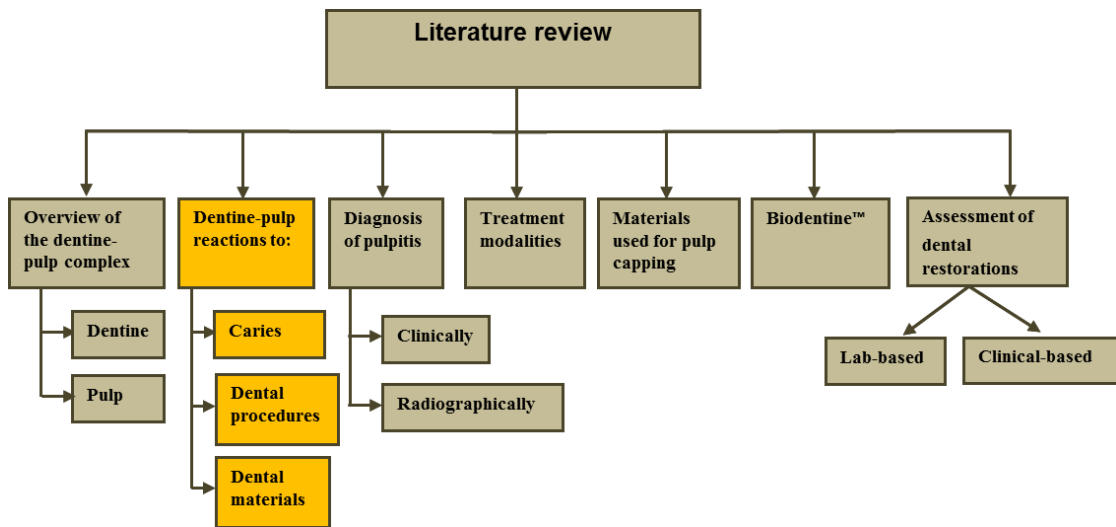 Literature review
Overview of
the dentine-
pulp complex
Dentine-pulp
reactions to:
Diagnosis
of pulpitis
Treatment
modalities
Materials
used for pulp
capping
Biodentine™
Assessment of
dental
restorations
Dentine
Pulp
Caries
Dental
procedures
Dental
materials
Clinically
Radiographically
Lab-based
Clinical-based